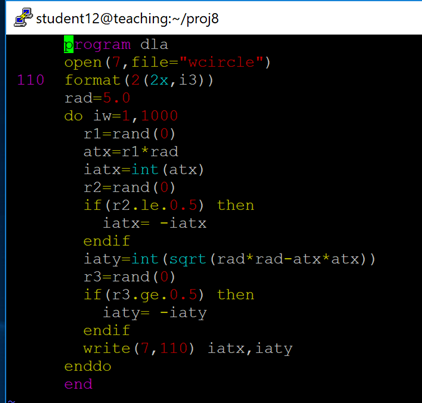 student12@teaching:~/proj8
program dla
open(7,file="wcircle")
110 format(2(2x,i3))
rad=5.0
do iw=1,1000
r1=rand(0)
atx=r1*rad
iatx=int(atx)
r2=rand(0)
if(r2.le.0.5) then
iatx= -iatx
endif
iaty=int(sqrt(rad*rad-atx*atx))
r3=rand(0)
if(r3.ge.0.5) then
iaty= -iaty
endif
write(7,110) iatx,iaty
enddo
end
~